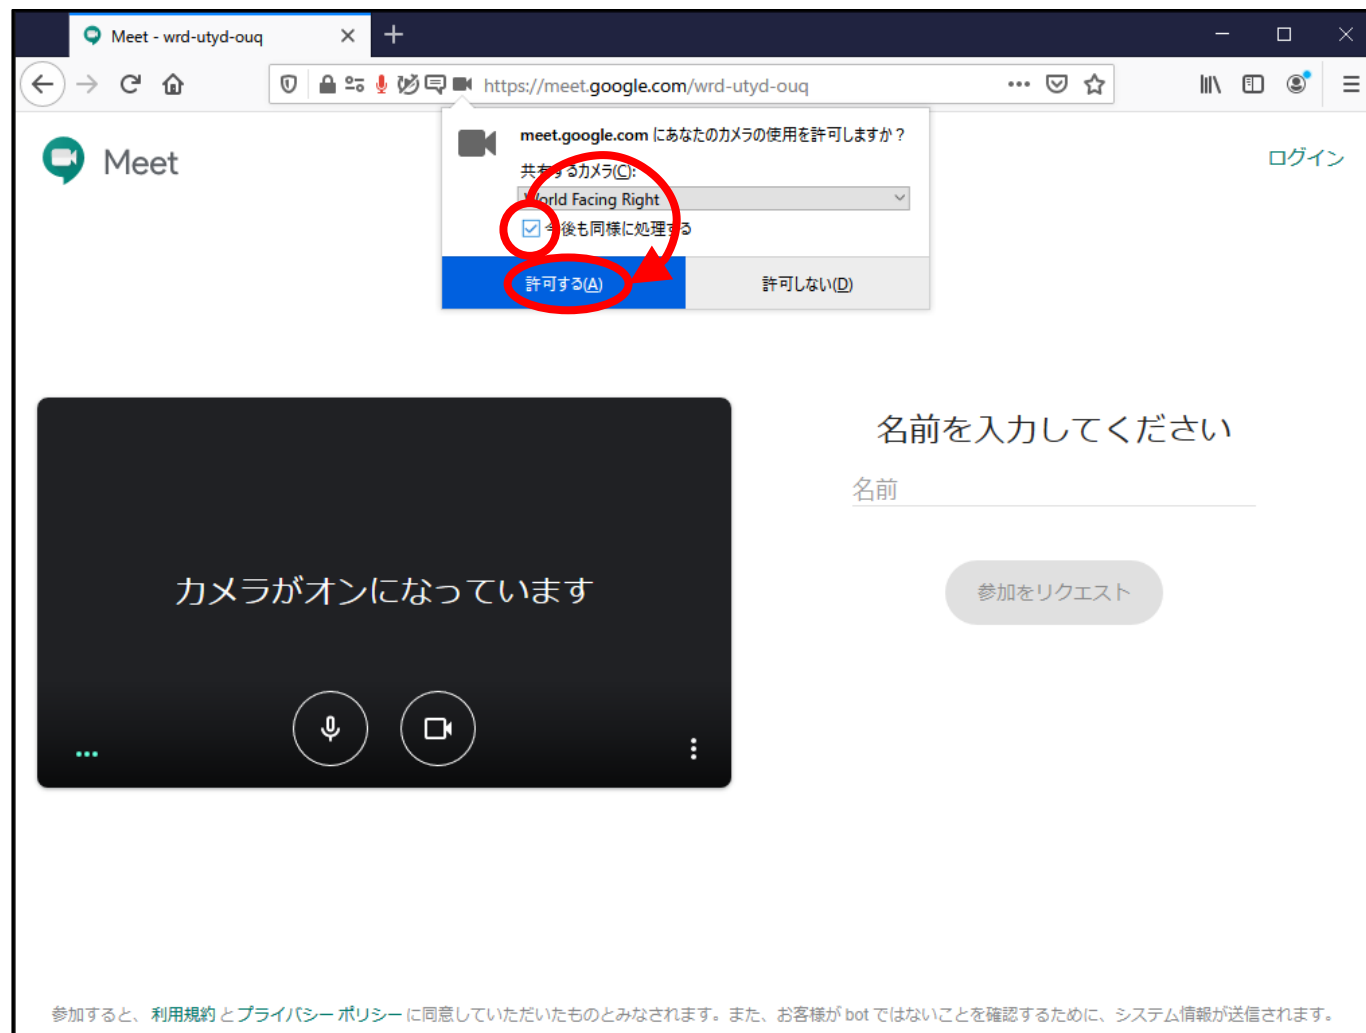 Meet - wrd-utyd-ouq
https://meet.google.com/wrd-utyd-ouq
meet.google.com にあなたのカメラの使用を許可しますか？
共有するカメラ(C):
World Facing Right
今後も同様に処理する
許可する(A)
許可しない(D)
Meet
ログイン
カメラがオンになっています
名前を入力してください
名前
参加をリクエスト
参加すると、利用規約とプライバシー ポリシーに同意していただいたものとみなされます。また、お客様が bot ではないことを確認するために、システム情報が送信されます。